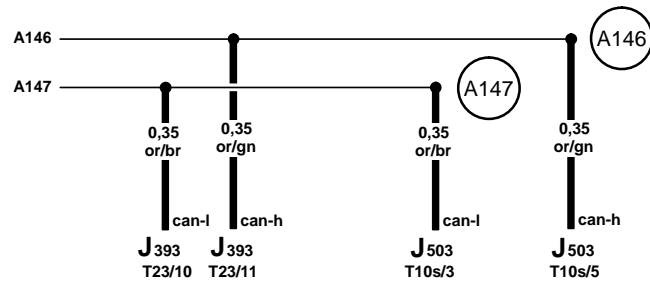 A146
A146
A147
A147
0,35 0,35 0,35 0,35
or/br or/gn or/br or/gn
can-l can-h can-l can-h
J393 J393 J503 J503
T23/10 T23/11 T10s/3 T10s/5